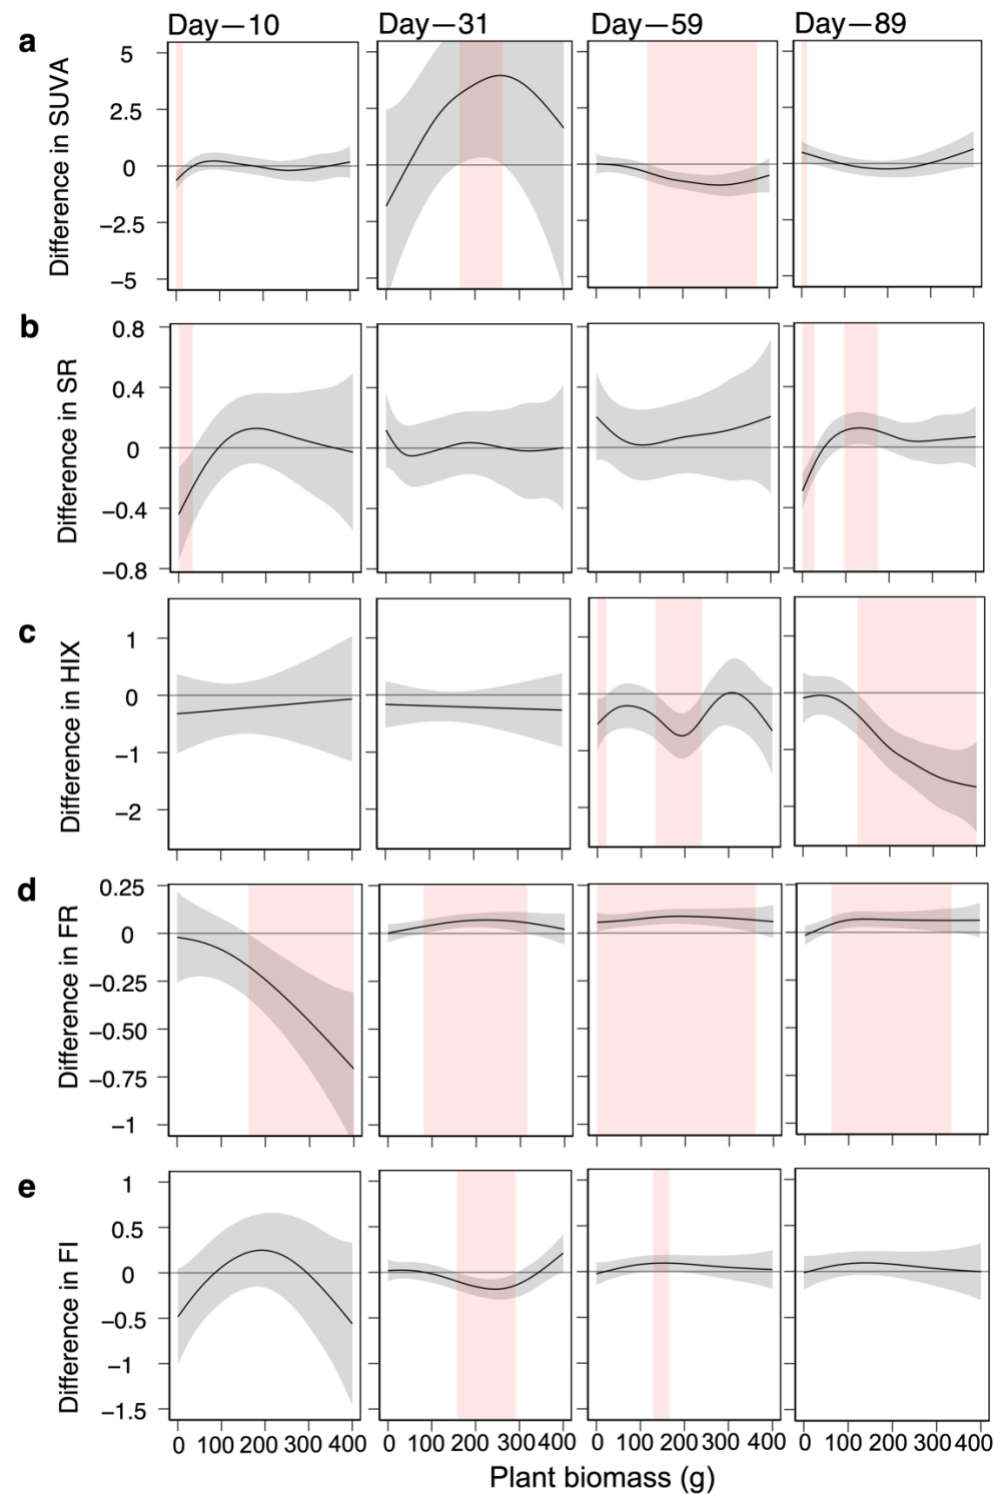 Day—10 Day—31 Day—59 Day—89
a
Difference in SUVA
5
2.5
0
−2.5
−5
b
Difference in SR
0.8
0.4
0
−0.4
−0.8
c
Difference in HIX
1
0
−1
−2
d
Difference in FR
0.25
0
−0.25
−0.50
−0.75
−1
e
Difference in FI
1
0.5
0
−0.5
−1
−1.5
0 100 200 300 400 0 100 200 300 400 0 100 200 300 400 0 100 200 300 400
Plant biomass (g)